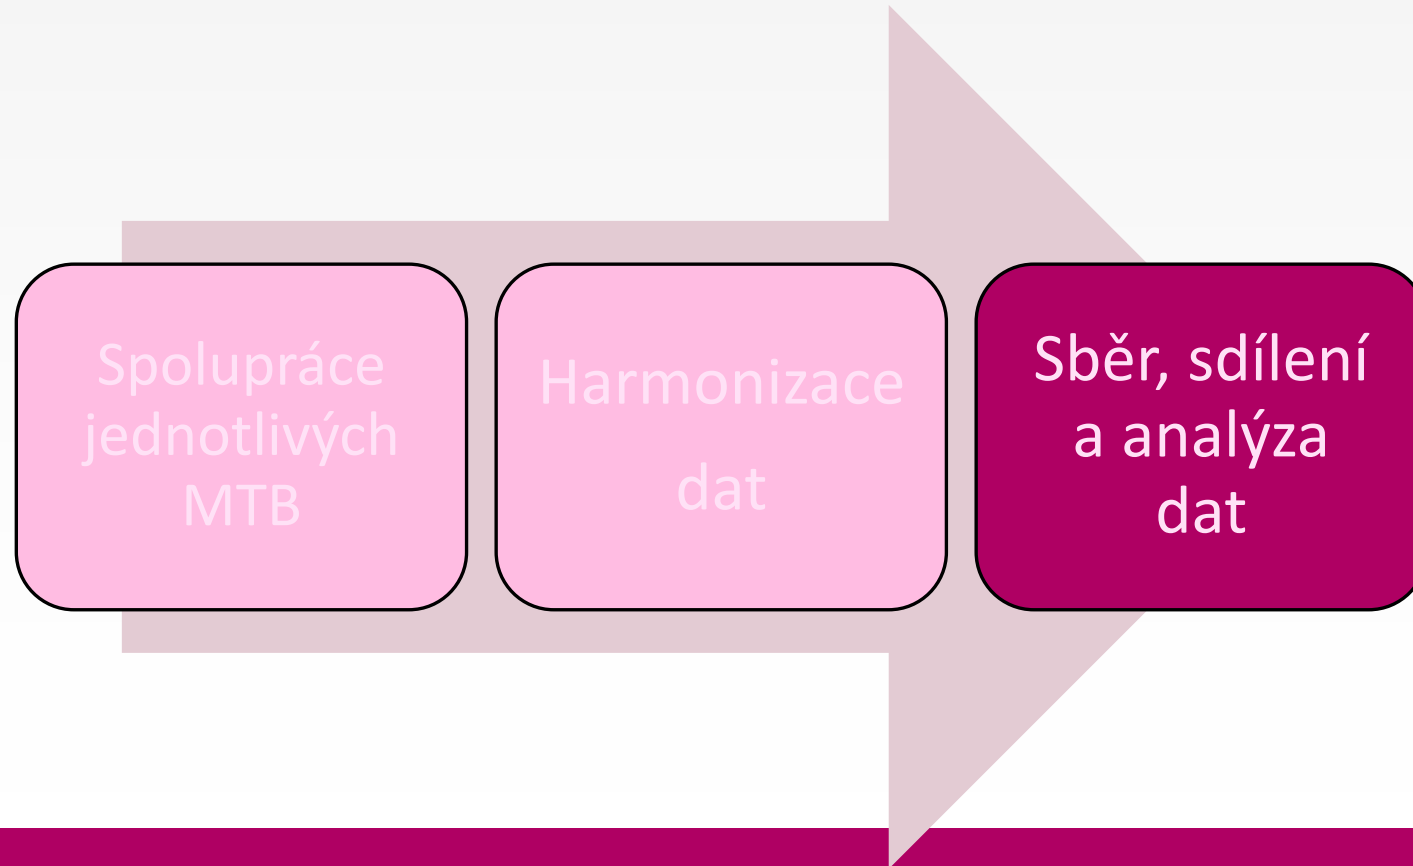 Spolupráce
jednotlivých
MTB
Harmonizace
dat
Sběr, sdílení
a analýza
dat